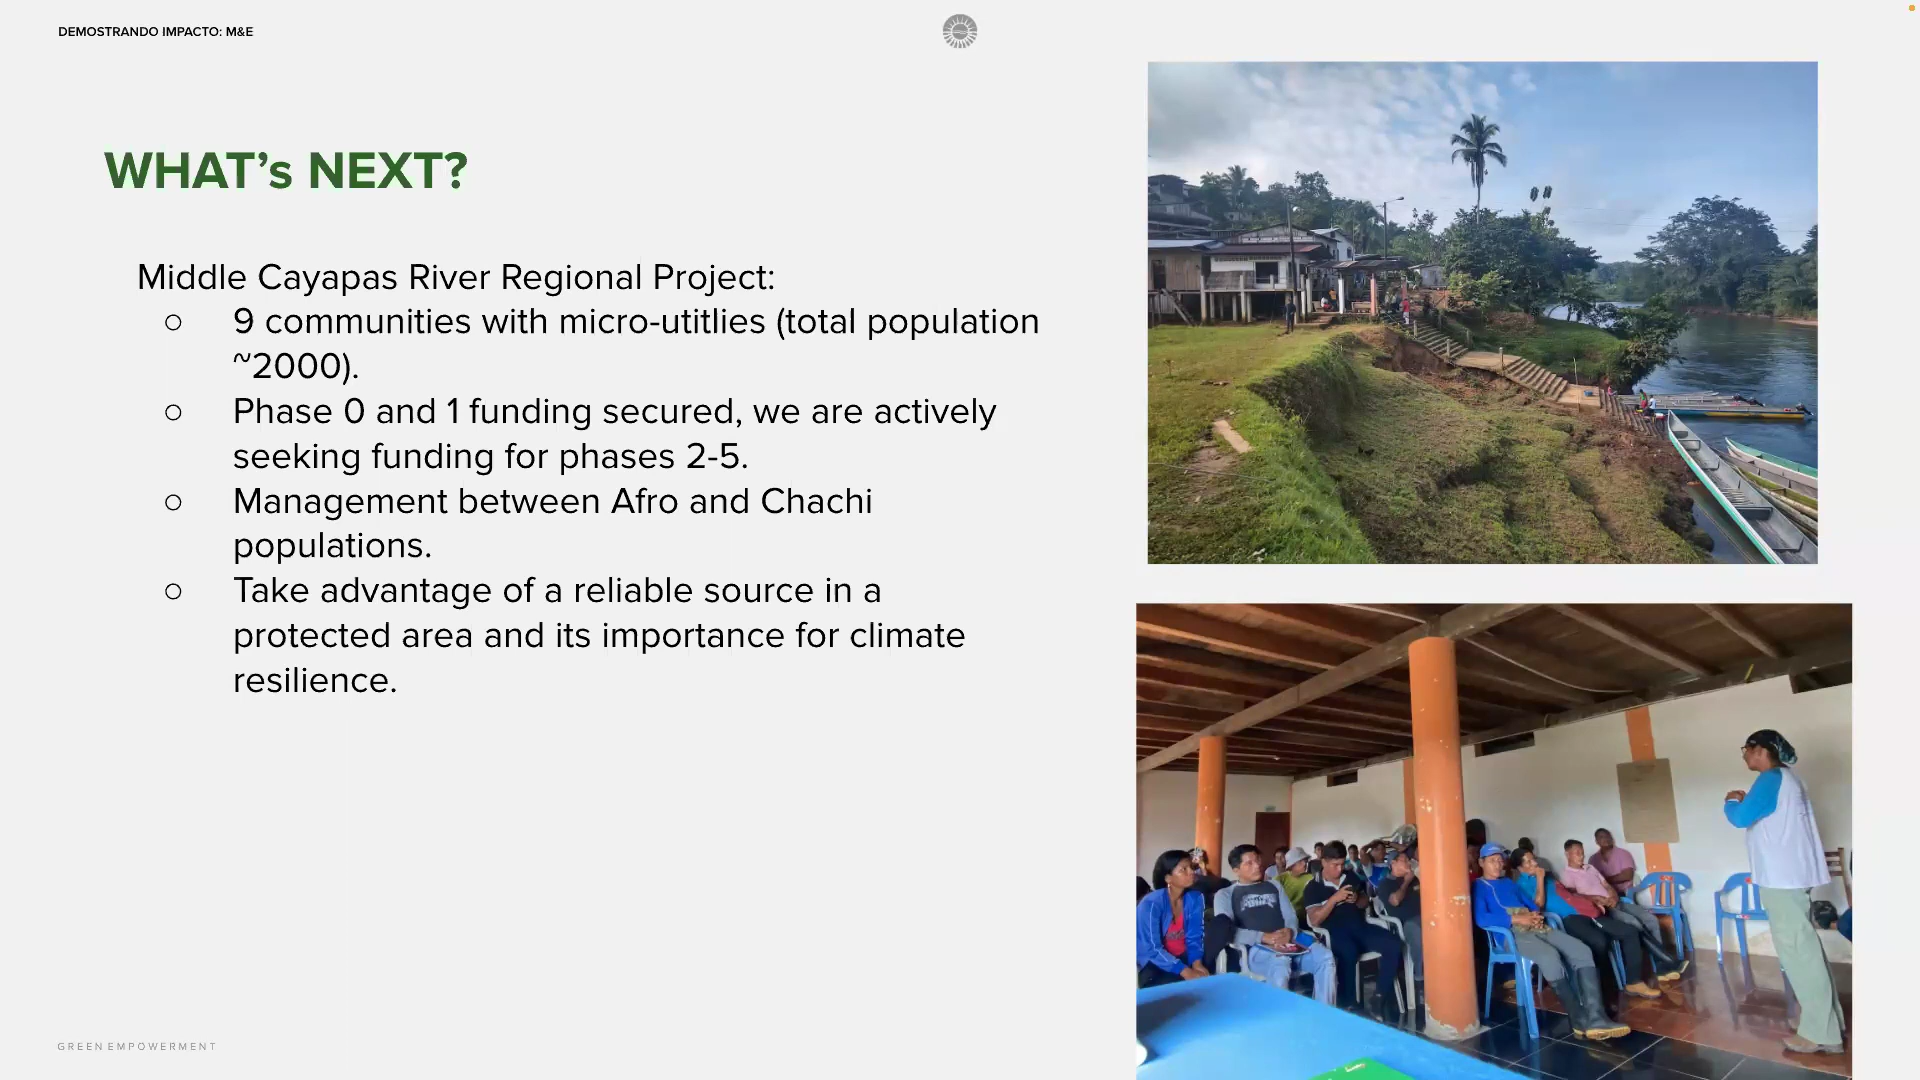 DEMOSTRANDO IMPACTO: M&E
WHAT's NEXT?
Middle Cayapas River Regional Project:
○ 9 communities with micro-utitlies (total population
~2000).
○ Phase 0 and 1 funding secured, we are actively
seeking funding for phases 2-5.
○ Management between Afro and Chachi
populations.
○ Take advantage of a reliable source in a
protected area and its importance for climate
resilience.
GREEN EMPOWERMENT